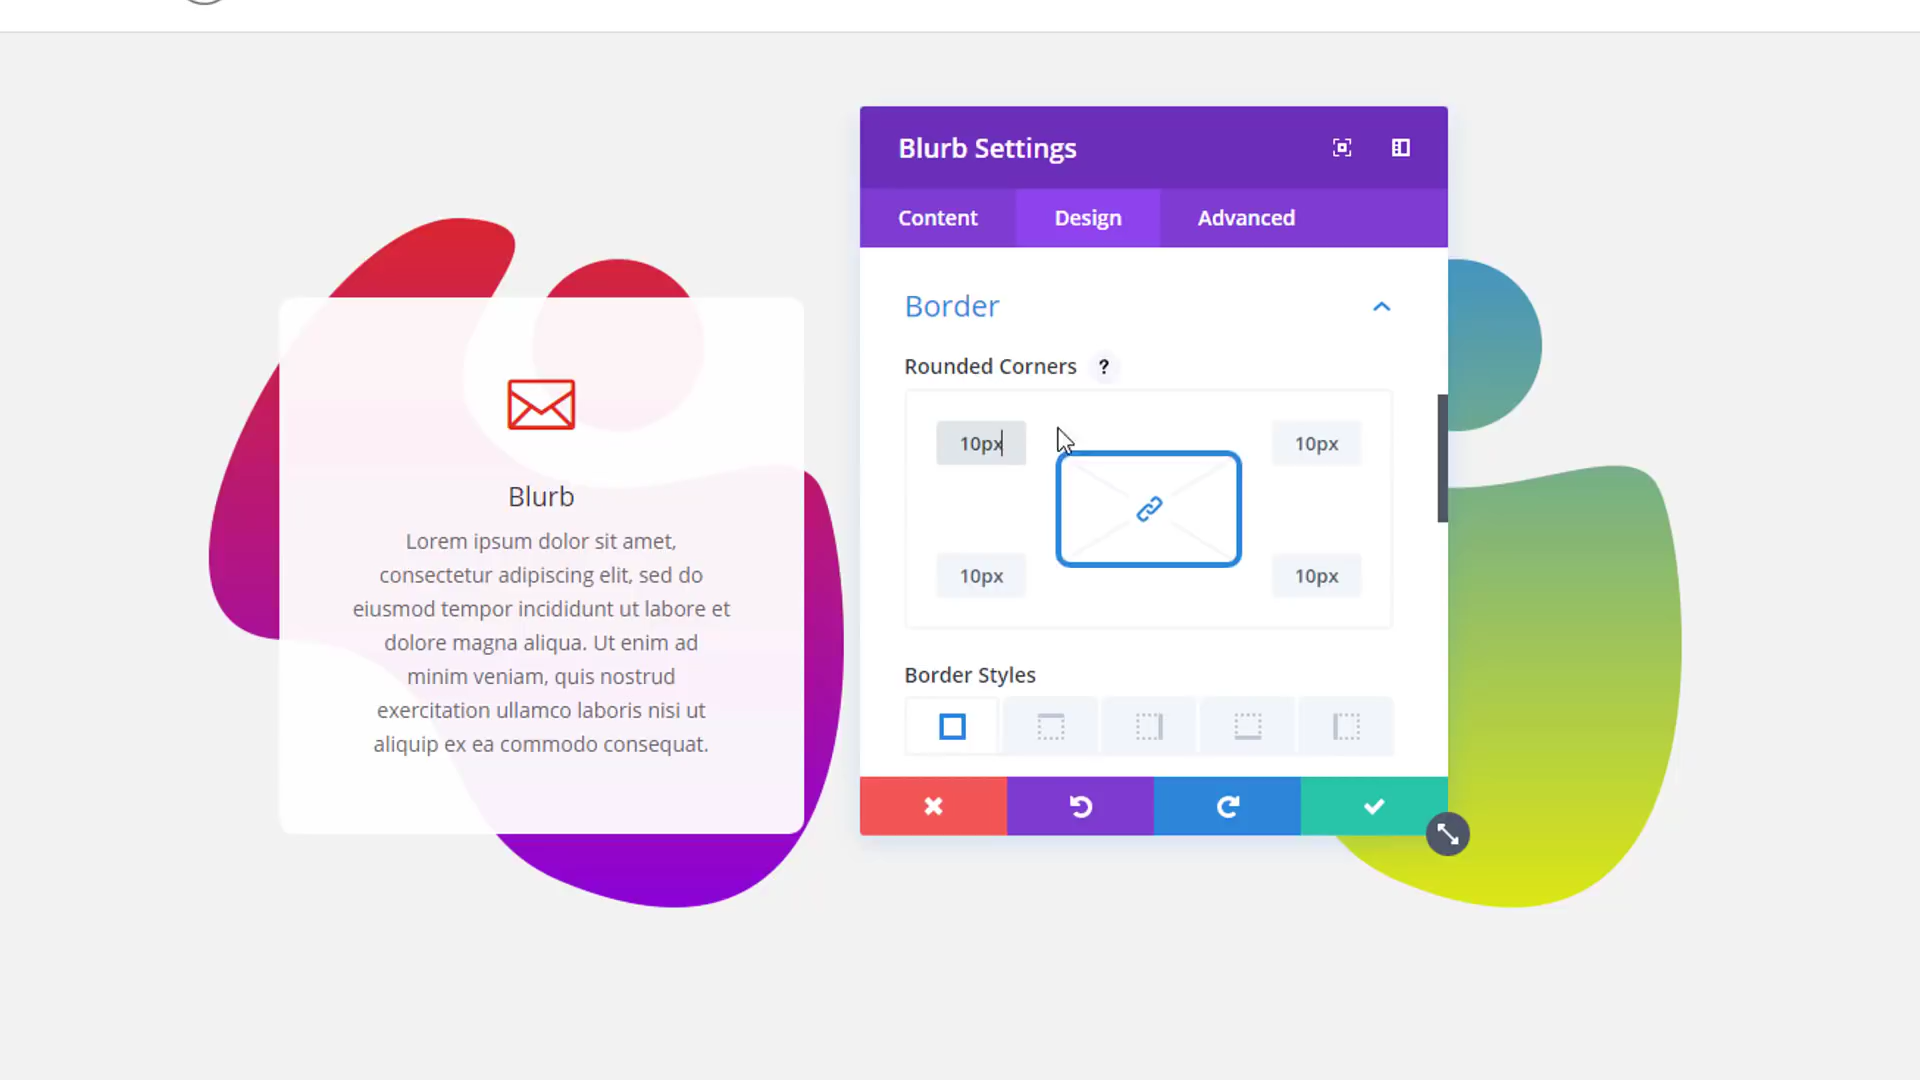 Blurb
Lorem ipsum dolor sit amet,
consectetur adipiscing elit, sed do
eiusmod tempor incididunt ut labore et
dolore magna aliqua. Ut enim ad
minim veniam, quis nostrud
exercitation ullamco laboris nisi ut
aliquip ex ea commodo consequat.
Blurb Settings
Content Design Advanced
Border
Rounded Corners ?
10px 10px
10px 10px
Border Styles